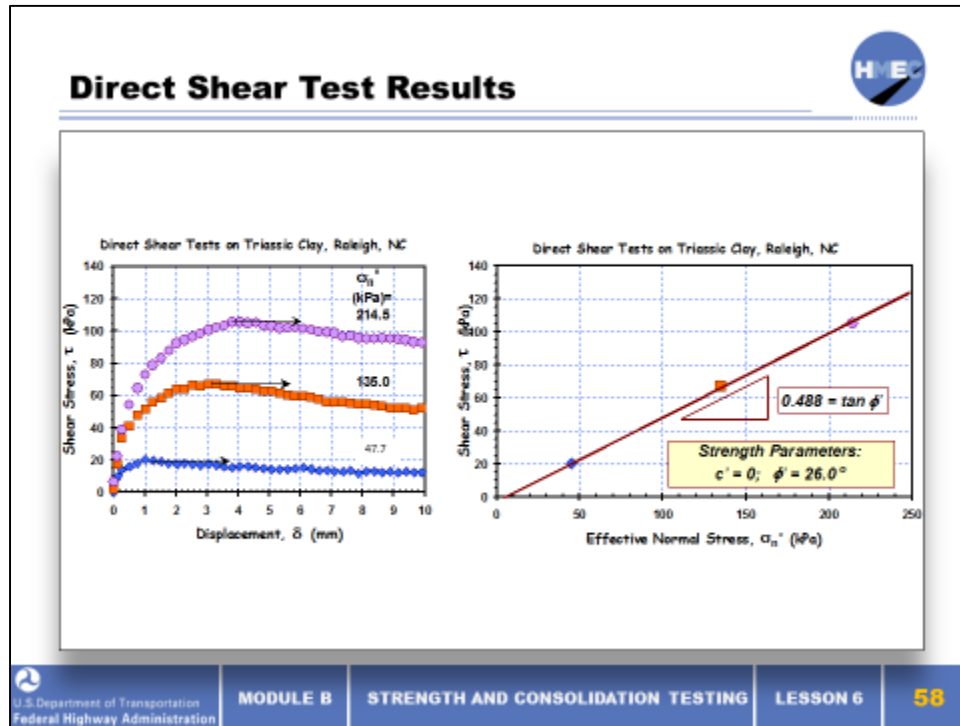 Direct Shear Test Results
HMEC
Direct Shear Tests on Triassic Clay, Raleigh, NC
140
120
100
80
60
40
20
0
Shear Stress, τ (kPa)
σn'
(kPa)=
214.5
135.0
47.7
0 1 2 3 4 5 6 7 8 9 10
Displacement, δ (mm)
Direct Shear Tests on Triassic Clay, Raleigh, NC
140
120
100
80
60
40
20
0
Shear Stress, τ (kPa)
0.488 = tan ϕ'
Strength Parameters:
c' = 0; ϕ' = 26.0°
0 50 100 150 200 250
Effective Normal Stress, σn' (kPa)
U.S.Department of Transportation
Federal Highway Administration
MODULE B
STRENGTH AND CONSOLIDATION TESTING
LESSON 6
58